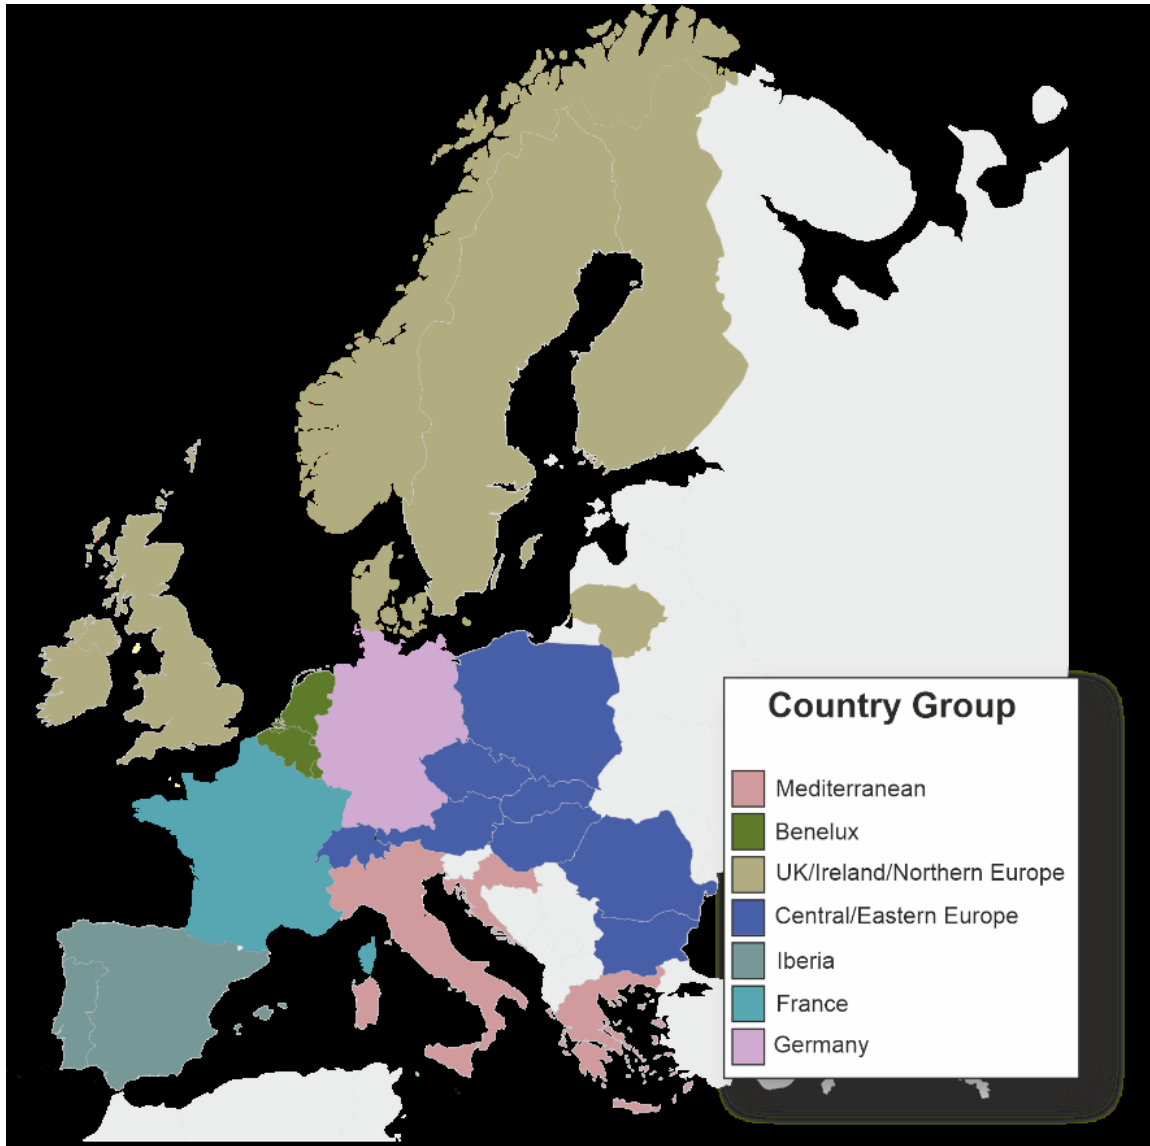 Country Group
Mediterranean
Benelux
UK/Ireland/Northern Europe
Central/Eastern Europe
Iberia
France
Germany